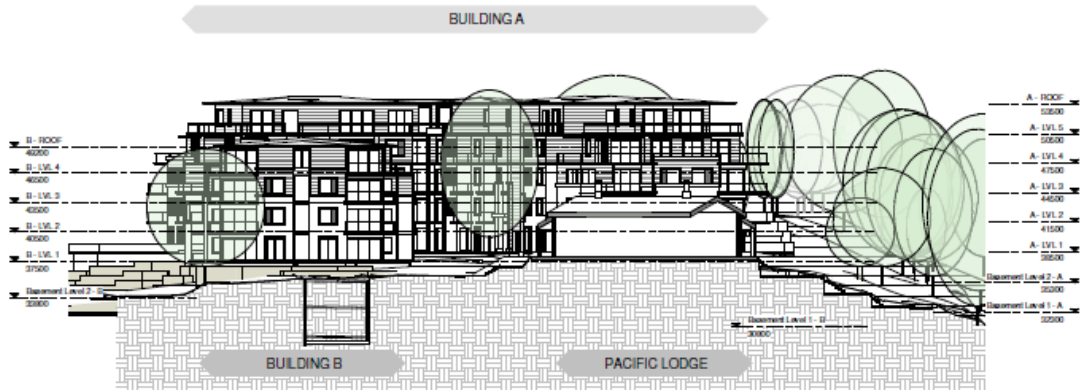 BUILDING A
B - ROOF
49200
B - LVL 4
46500
B - LVL 3
43500
B - LVL 2
40500
B - LVL 1
37500
Basement Level 2 - B
33900
A - ROOF
53500
A - LVL 5
50500
A - LVL 4
47500
A - LVL 3
44500
A - LVL 2
41500
A - LVL 1
38500
Basement Level 2 - A
35200
Basement Level 1 - A
32300
Basement Level 1 - B
30900
BUILDING B
PACIFIC LODGE